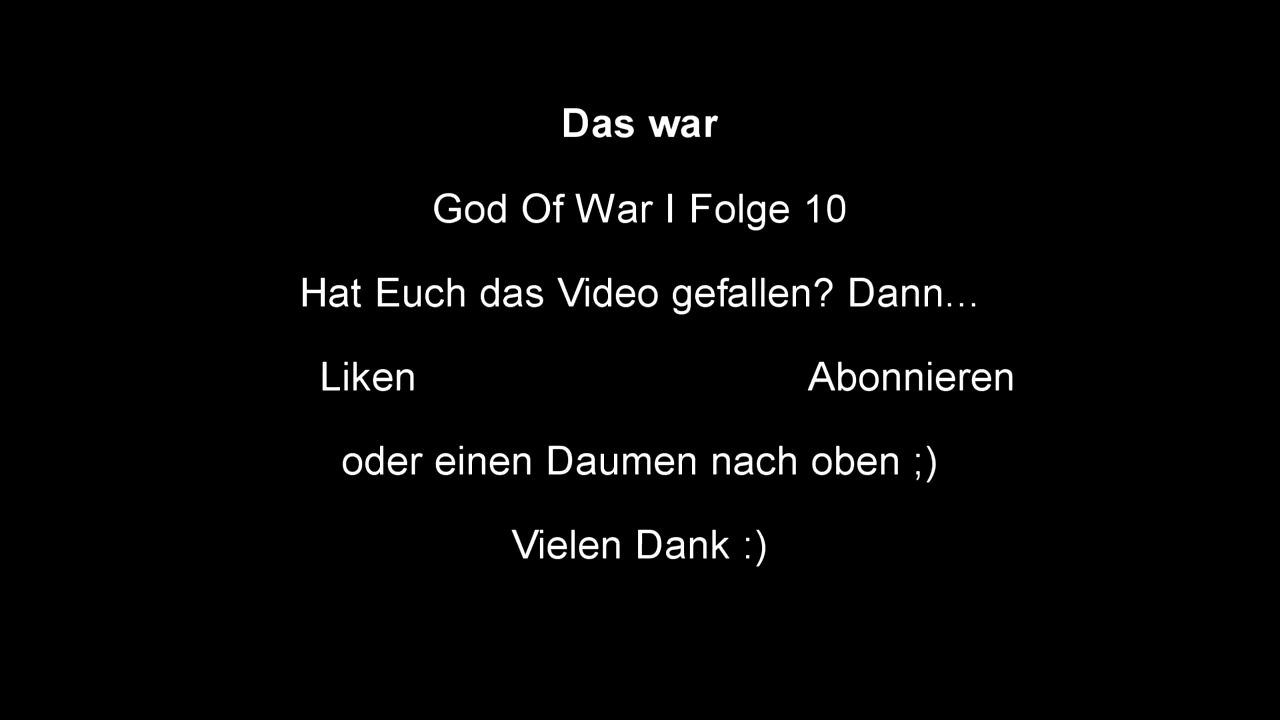 Das war
God Of War I Folge 10
Hat Euch das Video gefallen? Dann...
Liken Abonnieren
oder einen Daumen nach oben ;)
Vielen Dank :)